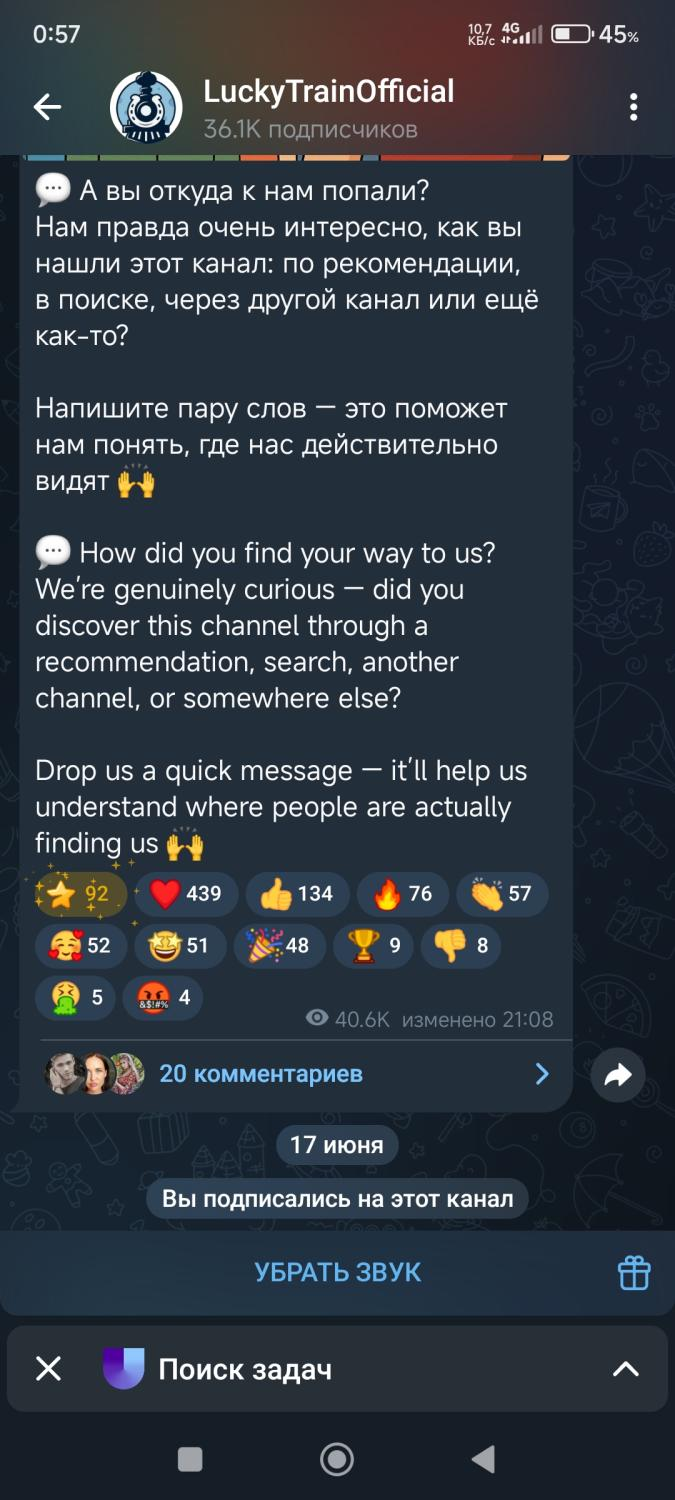 0:57
10,7 КБ/с 4G 45%
LuckyTrainOfficial
36.1K подписчиков
💬 А вы откуда к нам попали?
Нам правда очень интересно, как вы
нашли этот канал: по рекомендации,
в поиске, через другой канал или ещё
как-то?
Напишите пару слов — это поможет
нам понять, где нас действительно
видят 🙌
💬 How did you find your way to us?
We’re genuinely curious — did you
discover this channel through a
recommendation, search, another
channel, or somewhere else?
Drop us a quick message — it’ll help us
understand where people are actually
finding us 🙌
⭐ 92 ❤️ 439 👍 134 🔥 76 👏 57
🥰 52 🤩 51 🎉 48 🏆 9 👎 8
🤮 5 🤬 4
40.6K изменено 21:08
20 комментариев
17 июня
Вы подписались на этот канал
УБРАТЬ ЗВУК
Поиск задач